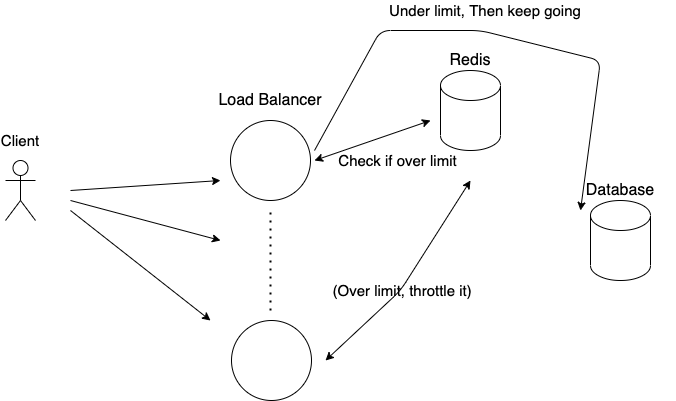 Under limit, Then keep going
Redis
Load Balancer
Client
Check if over limit
Database
(Over limit, throttle it)